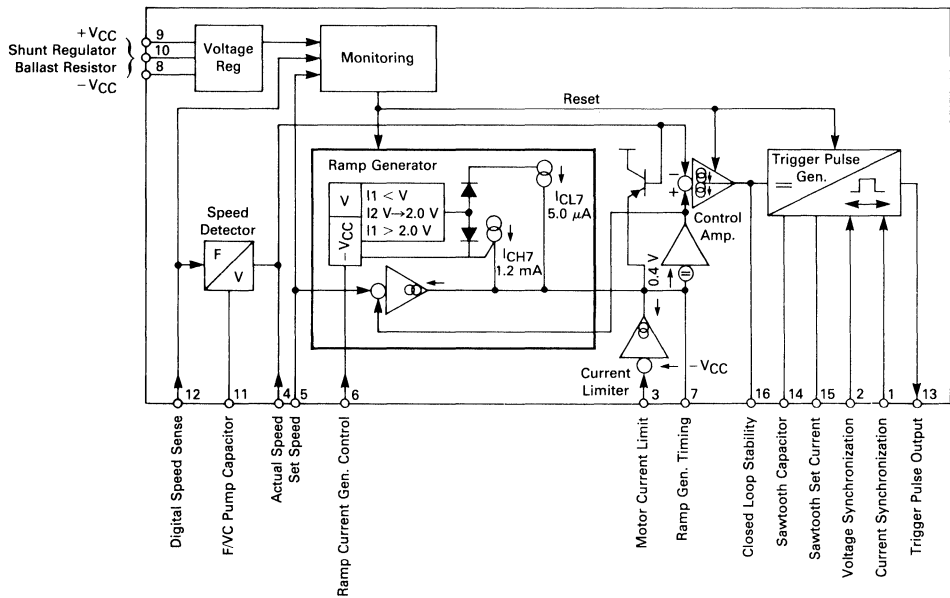 +VCC
Shunt Regulator
Ballast Resistor
−VCC
9
10
8
Voltage
Reg
Monitoring
Reset
Ramp Generator
V
−VCC
I1 < V
I2 V→2.0 V
I1 > 2.0 V
ICL7
5.0 μA
ICH7
1.2 mA
Speed
Detector
F
V
−
+
0.4 V
=
Control
Amp.
Trigger Pulse
Gen.
=
Current
Limiter
−VCC
12
11
4
5
6
3
7
16
14
15
2
1
13
Digital Speed Sense
F/VC Pump Capacitor
Actual Speed
Set Speed
Ramp Current Gen. Control
Motor Current Limit
Ramp Gen. Timing
Closed Loop Stability
Sawtooth Capacitor
Sawtooth Set Current
Voltage Synchronization
Current Synchronization
Trigger Pulse Output